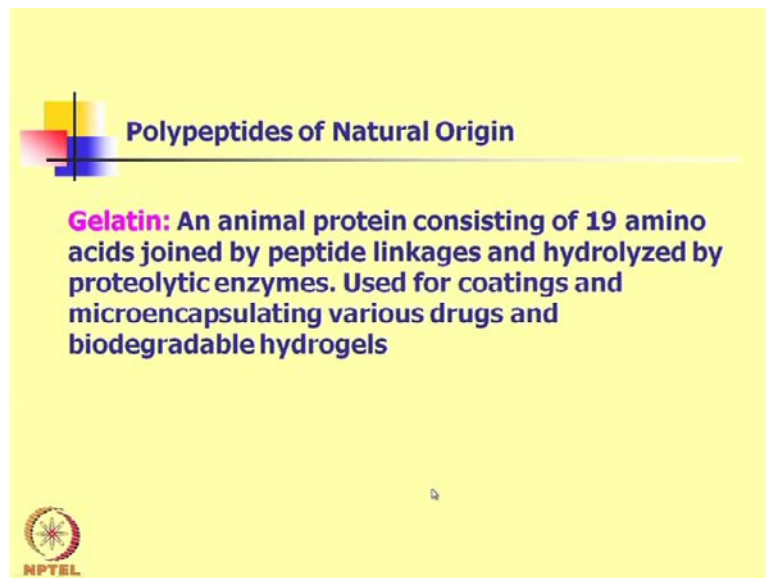 Polypeptides of Natural Origin
Gelatin: An animal protein consisting of 19 amino
acids joined by peptide linkages and hydrolyzed by
proteolytic enzymes. Used for coatings and
microencapsulating various drugs and
biodegradable hydrogels
NPTEL